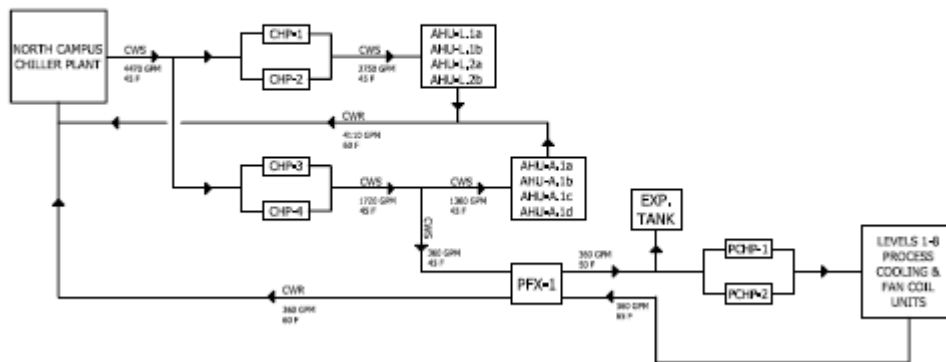 NORTH CAMPUS
CHILLER PLANT
CWS
4470 GPM
45 F
CHP-1
CHP-2
CWS
2750 GPM
45 F
AHU-L.1a
AHU-L.1b
AHU-L.2a
AHU-L.2b
CWR
4110 GPM
60 F
CHP-3
CHP-4
CWS
1720 GPM
45 F
CWS
1360 GPM
45 F
AHU-A.1a
AHU-A.1b
AHU-A.1c
AHU-A.1d
CWS
360 GPM
45 F
EXP.
TANK
PFX-1
360 GPM
50 F
PCHP-1
PCHP-2
LEVELS 1-8
PROCESS
COOLING &
FAN COIL
UNITS
CWR
360 GPM
60 F
360 GPM
65 F